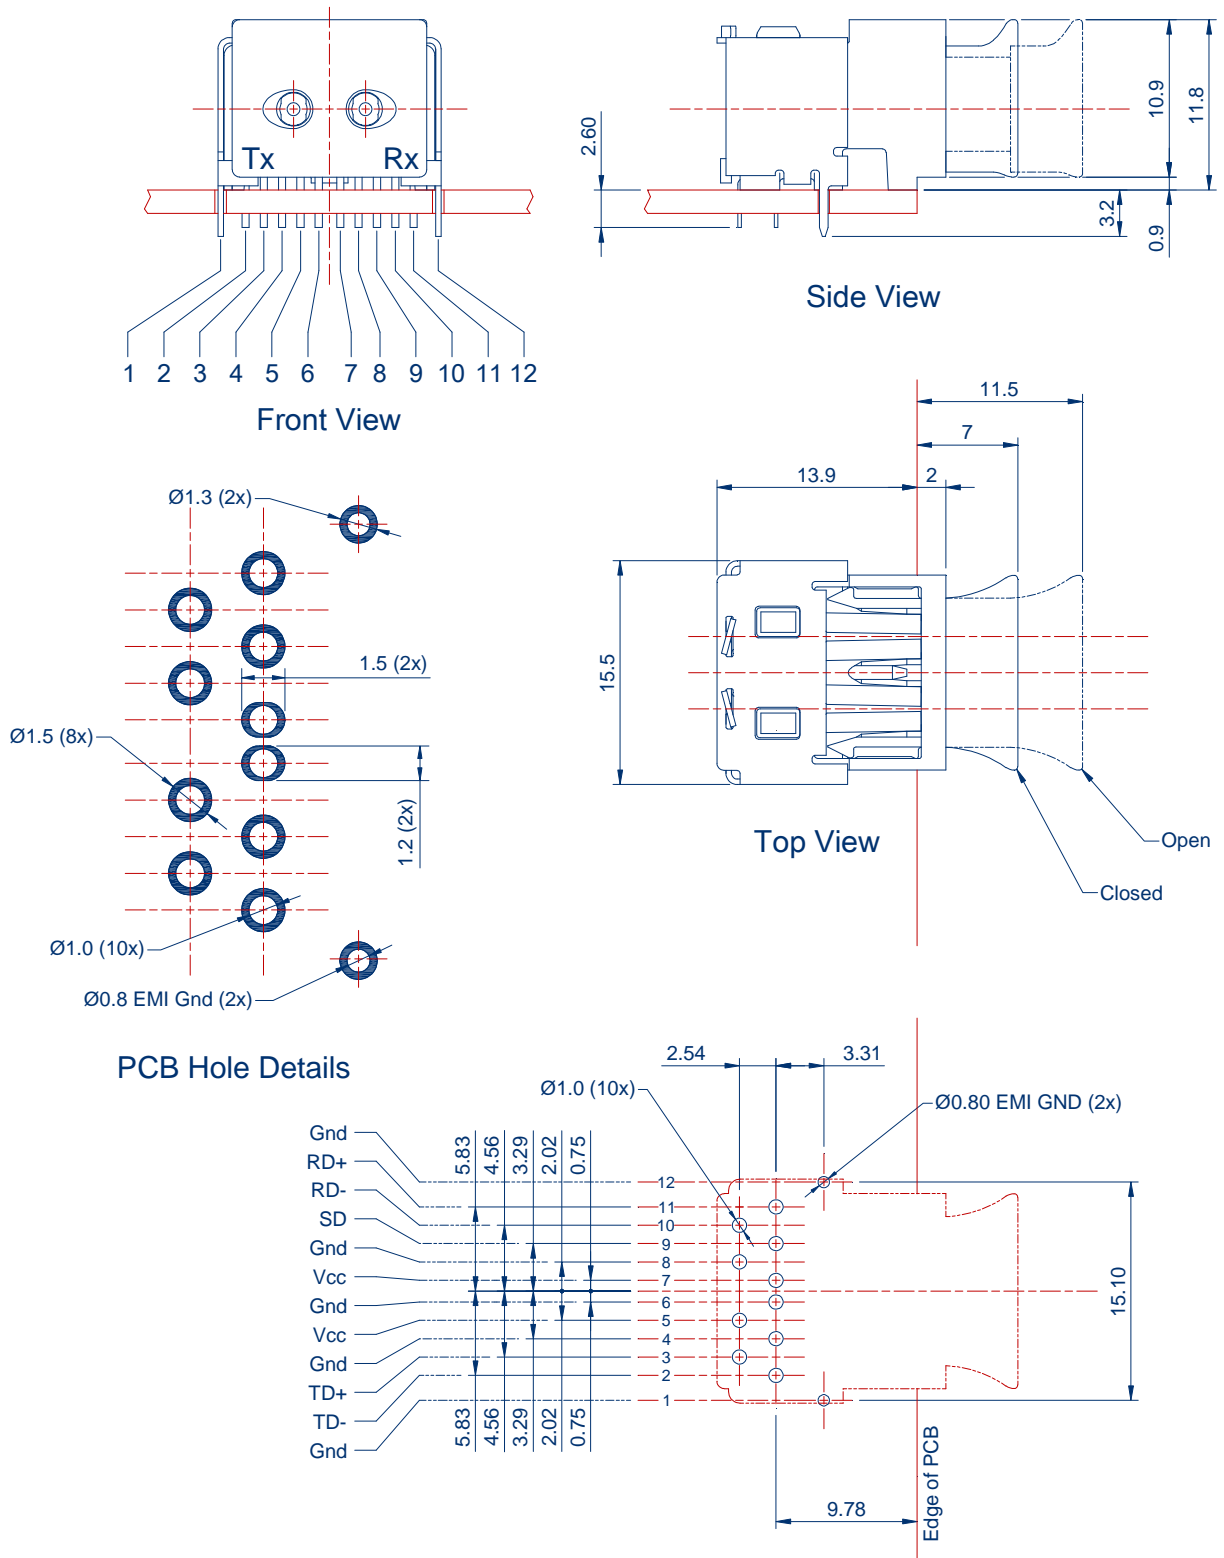 Tx Rx
1 2 3 4 5 6 7 8 9 10 11 12
Front View
2.60
10.9
11.8
3.2
0.9
Side View
11.5
7
13.9
2
15.5
Top View
Open
Closed
Ø1.3 (2x)
1.5 (2x)
Ø1.5 (8x)
1.2 (2x)
Ø1.0 (10x)
Ø0.8 EMI Gnd (2x)
PCB Hole Details
2.54
3.31
Ø1.0 (10x)
Ø0.80 EMI GND (2x)
Gnd
RD+
RD-
SD
Gnd
Vcc
Gnd
Vcc
Gnd
TD+
TD-
Gnd
5.83
4.56
3.29
2.02
0.75
12
11
10
9
8
7
6
5
4
3
2
1
5.83
4.56
3.29
2.02
0.75
15.10
9.78
Edge of PCB